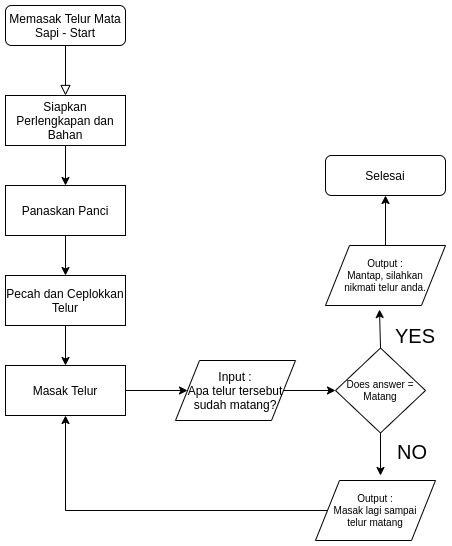 Memasak Telur Mata
Sapi - Start
Siapkan
Perlengkapan dan
Bahan
Panaskan Panci
Pecah dan Ceplokkan
Telur
Masak Telur
Input :
Apa telur tersebut
sudah matang?
Does answer =
Matang
YES
Output :
Mantap, silahkan
nikmati telur anda.
Selesai
NO
Output :
Masak lagi sampai
telur matang